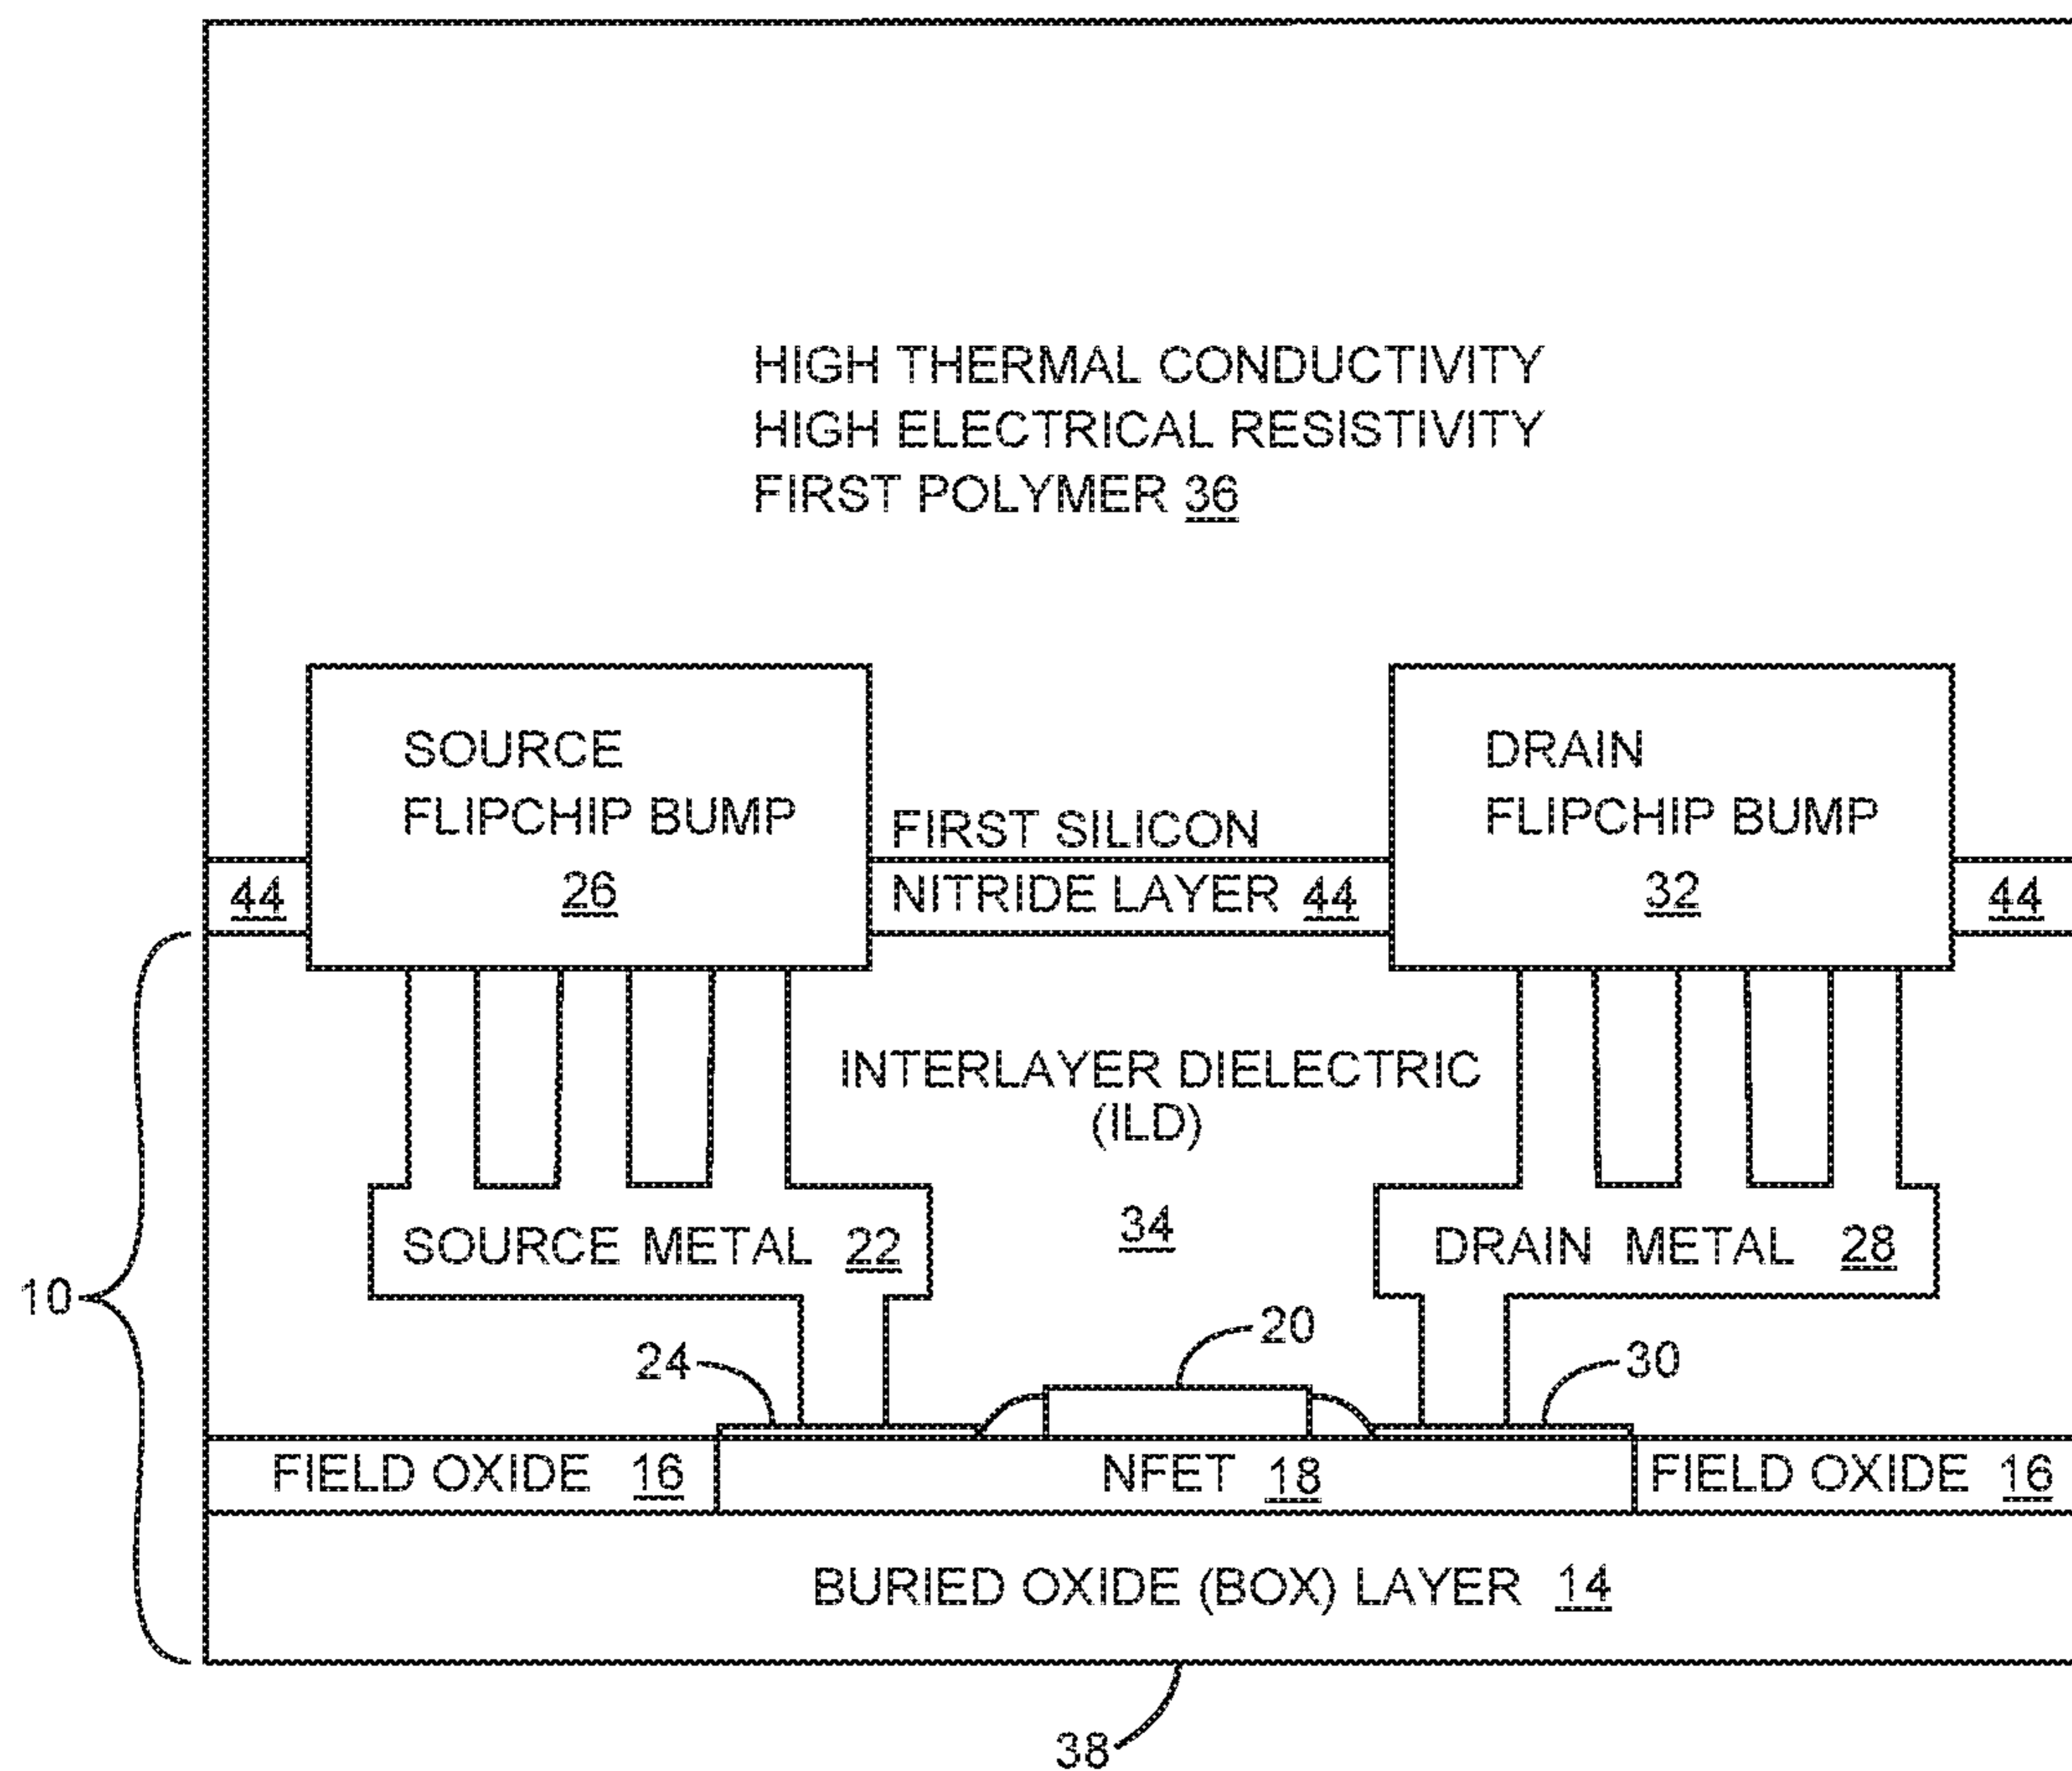 HIGH THERMAL CONDUCTIVITY
HIGH ELECTRICAL RESISTIVITY
FIRST POLYMER 36
SOURCE
FLIPCHIP BUMP
26
DRAIN
FLIPCHIP BUMP
32
FIRST SILICON
NITRIDE LAYER 44
44
44
10
INTERLAYER DIELECTRIC
(ILD)
34
SOURCE METAL 22
DRAIN METAL 28
24
20
30
FIELD OXIDE 16
NFET 18
FIELD OXIDE 16
BURIED OXIDE (BOX) LAYER 14
38